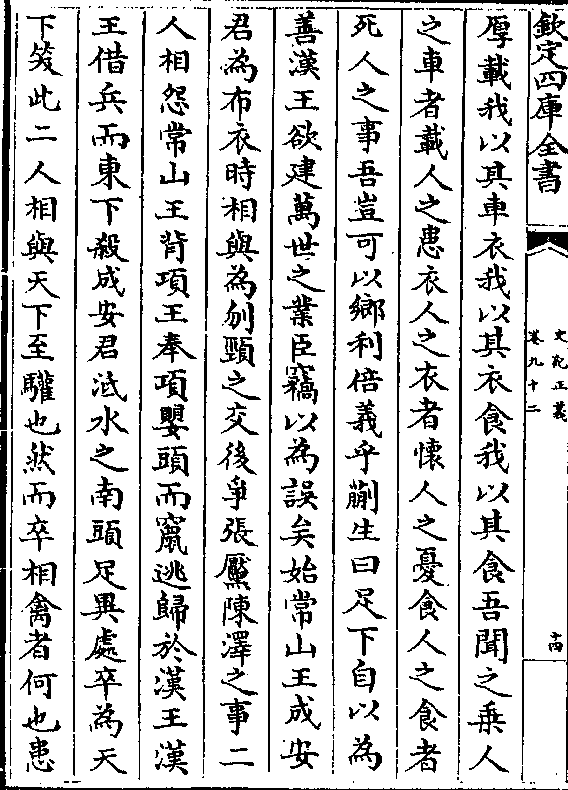 欽定四庫全書
史記正義
卷九十二
十四
厚載我以其車衣我以其衣食我以其食吾聞之乗人
之車者載人之患衣人之衣者懐人之憂食人之食者
死人之事吾豈可以鄉利倍義乎蒯生曰足下自以為
善漢王欲建萬世之業臣竊以為誤矣始常山王成安
君為布衣時相與為刎頸之交後爭張黶陳澤之事二
人相怨常山王背項王奉項嬰頭而竄逃歸於漢王漢
王借兵而東下殺成安君泜水之南頭足異處卒為天
下笑此二人相與天下至驩也然而卒相禽者何也患